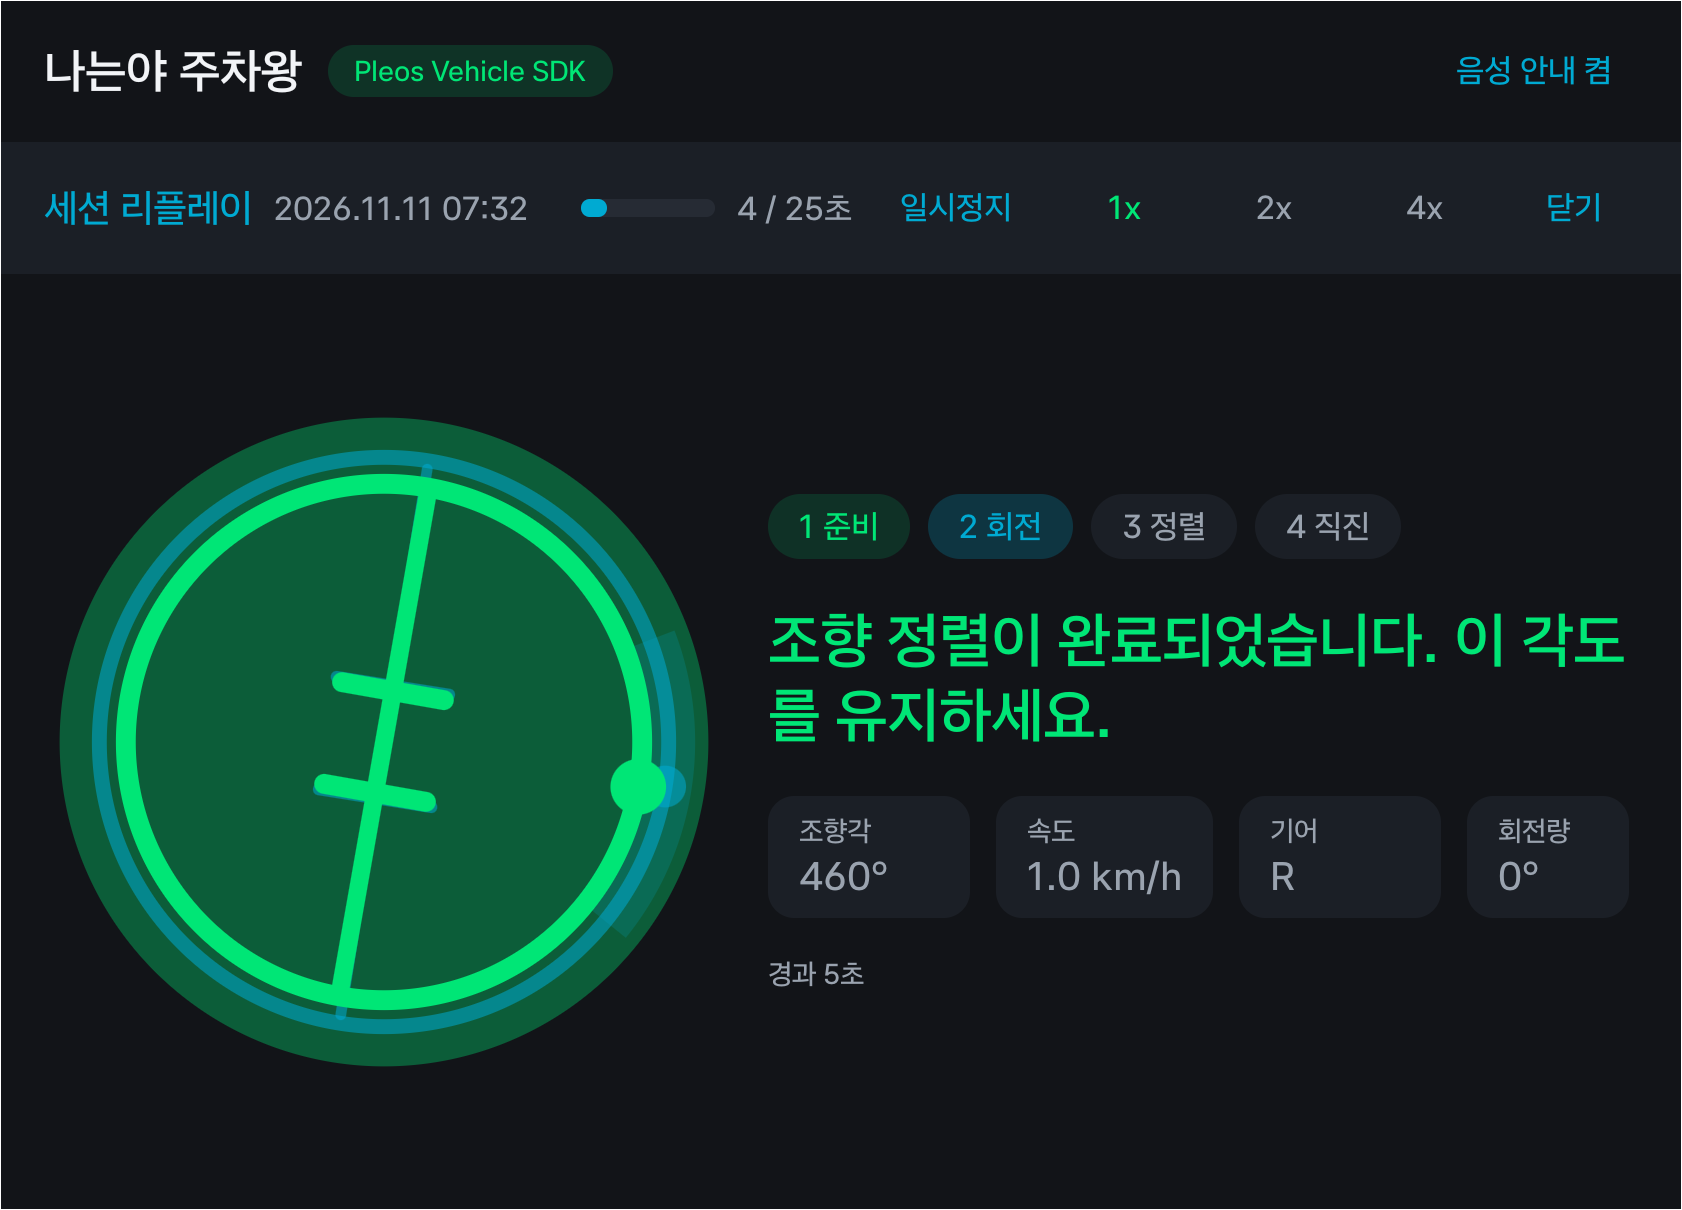 나는야 주차왕
Pleos Vehicle SDK
음성 안내 켬
세션 리플레이 2026.11.11 07:32 4 / 25초 일시정지 1x 2x 4x 닫기
1 준비 2 회전 3 정렬 4 직진
조향 정렬이 완료되었습니다. 이 각도
를 유지하세요.
조향각 속도 기어 회전량
460° 1.0 km/h R 0°
경과 5초